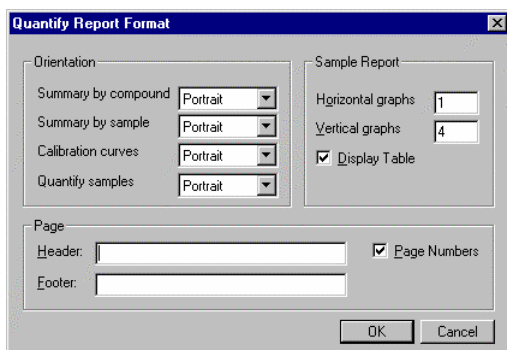 Quantify Report Format
Orientation
Summary by compound Portrait
Summary by sample Portrait
Calibration curves Portrait
Quantify samples Portrait
Sample Report
Horizontal graphs 1
Vertical graphs 4
Display Table
Page
Header: Page Numbers
Footer:
OK Cancel